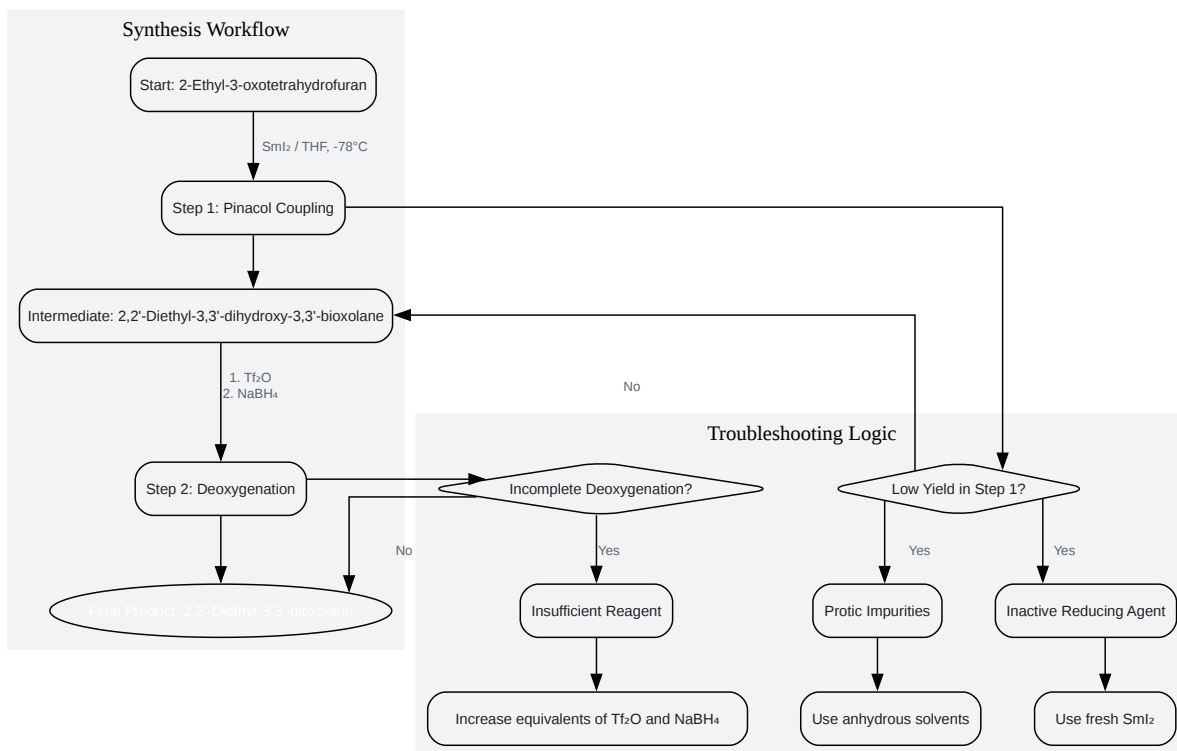 Synthesis Workflow
Start: 2-Ethyl-3-oxotetrahydrofuran
SmI₂ / THF, -78°C
Step 1: Pinacol Coupling
Intermediate: 2,2'-Diethyl-3,3'-dihydroxy-3,3'-bioxolane
1. Tf₂O
2. NaBH₄
No
Troubleshooting Logic
Step 2: Deoxygenation
Incomplete Deoxygenation?
Low Yield in Step 1?
No
Yes
Yes
Yes
Final Product: 2,2'-Diethyl-3,3'-bioxolane
Insufficient Reagent
Protic Impurities
Inactive Reducing Agent
Increase equivalents of Tf₂O and NaBH₄
Use anhydrous solvents
Use fresh SmI₂